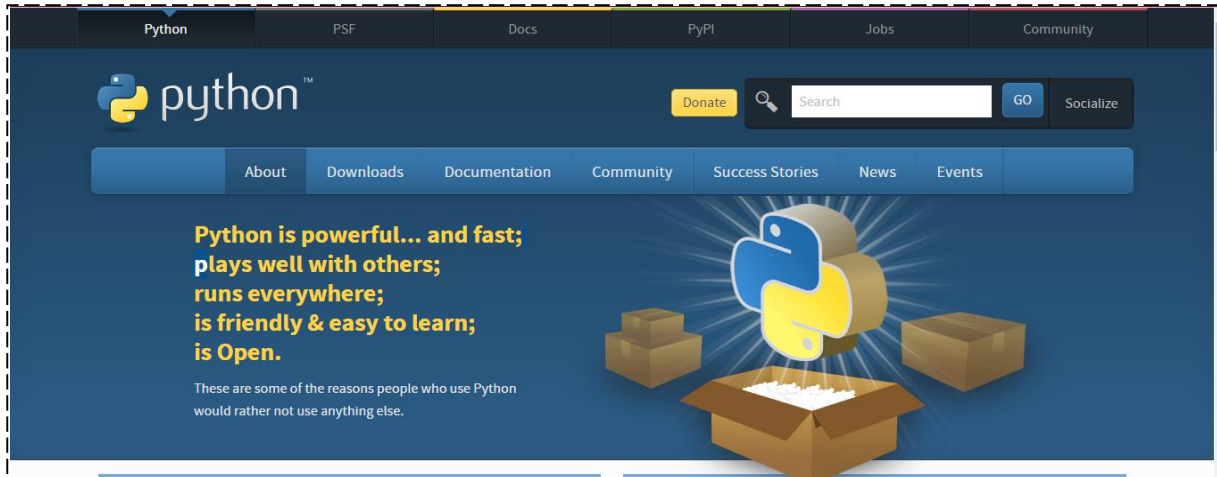 Python PSF Docs PyPI Jobs Community
python™
Donate Search GO Socialize
About Downloads Documentation Community Success Stories News Events
Python is powerful... and fast;
plays well with others;
runs everywhere;
is friendly & easy to learn;
is Open.
These are some of the reasons people who use Python
would rather not use anything else.